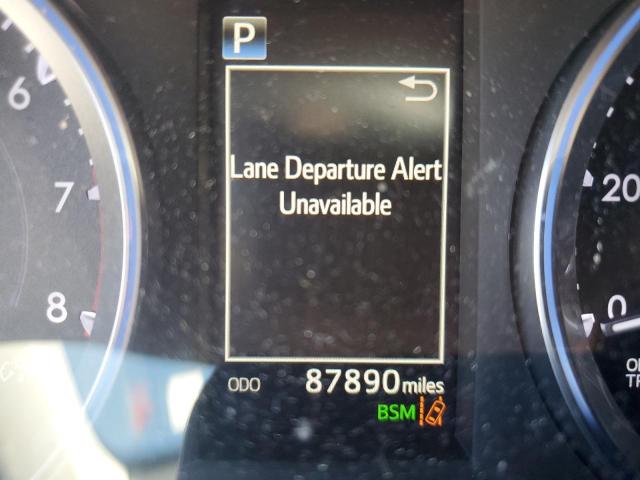 P
6
7
8
Lane Departure Alert
Unavailable
20
0
ODO 87890 miles
BSM